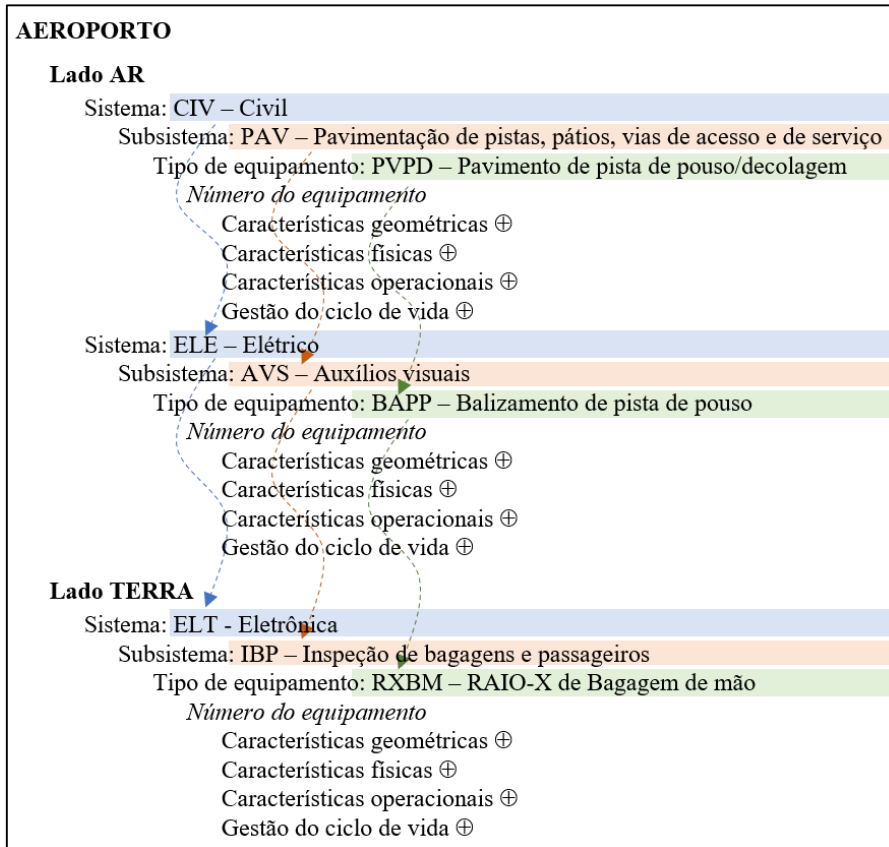 AEROPORTO
Lado AR
Sistema: CIV – Civil
Subsistema: PAV – Pavimentação de pistas, pátios, vias de acesso e de serviço
Tipo de equipamento: PVPD – Pavimento de pista de pouso/decolagem
Número do equipamento
Características geométricas ⊕
Características físicas ⊕
Características operacionais ⊕
Gestão do ciclo de vida ⊕
Sistema: ELE – Elétrico
Subsistema: AVS – Auxílios visuais
Tipo de equipamento: BAPP – Balizamento de pista de pouso
Número do equipamento
Características geométricas ⊕
Características físicas ⊕
Características operacionais ⊕
Gestão do ciclo de vida ⊕
Lado TERRA
Sistema: ELT - Eletrônica
Subsistema: IBP – Inspeção de bagagens e passageiros
Tipo de equipamento: RXBM – RAIO-X de Bagagem de mão
Número do equipamento
Características geométricas ⊕
Características físicas ⊕
Características operacionais ⊕
Gestão do ciclo de vida ⊕